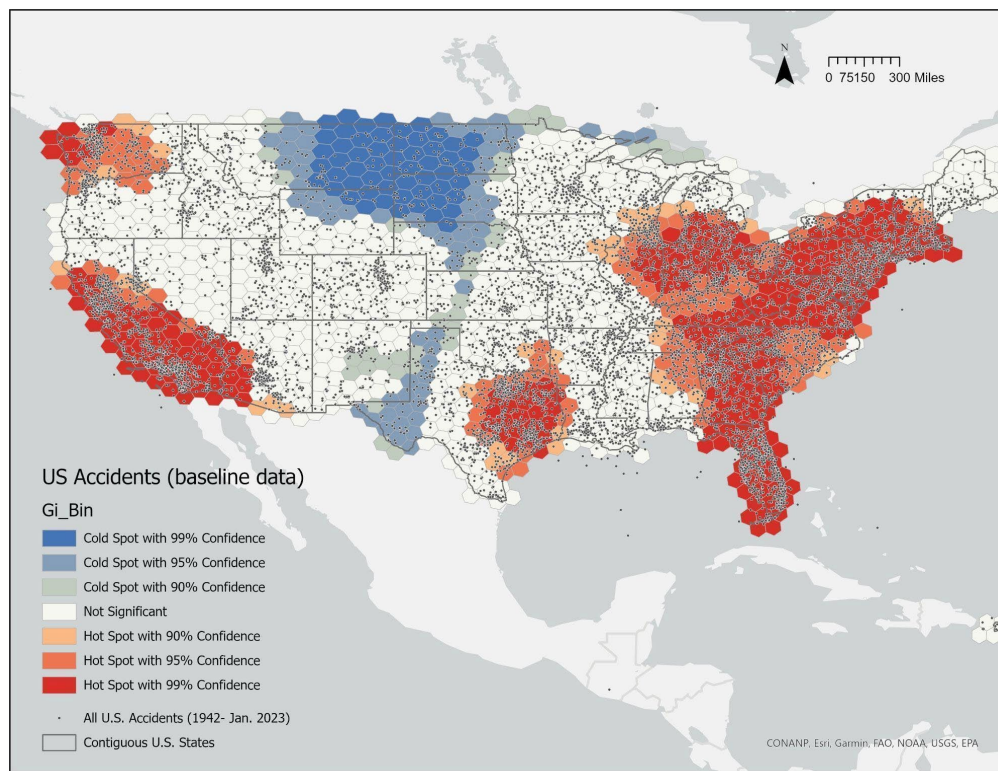 N
0 75150 300 Miles
US Accidents (baseline data)
Gi_Bin
Cold Spot with 99% Confidence
Cold Spot with 95% Confidence
Cold Spot with 90% Confidence
Not Significant
Hot Spot with 90% Confidence
Hot Spot with 95% Confidence
Hot Spot with 99% Confidence
All U.S. Accidents (1942- Jan. 2023)
Contiguous U.S. States
CONANP, Esri, Garmin, FAO, NOAA, USGS, EPA